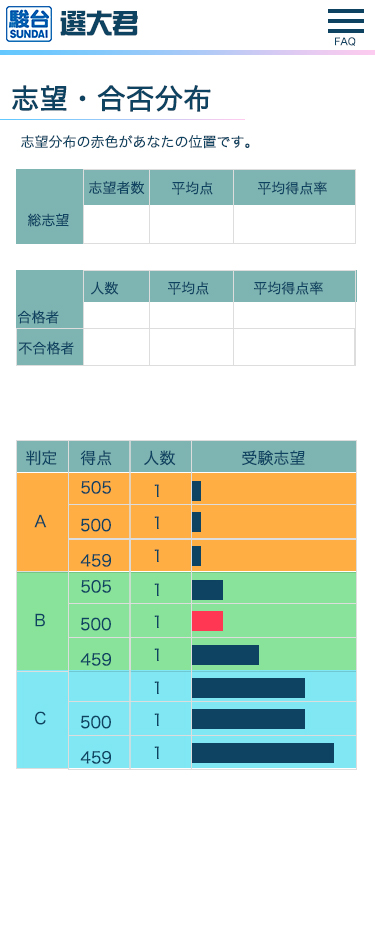 駿台 選大君
SUNDAI
FAQ
志望・合否分布
志望分布の赤色があなたの位置です。
志望者数 平均点 平均得点率
総志望
人数 平均点 平均得点率
合格者
不合格者
判定 得点 人数 受験志望
505 1
A 500 1
459 1
505 1
B 500 1
459 1
1
C 500 1
459 1